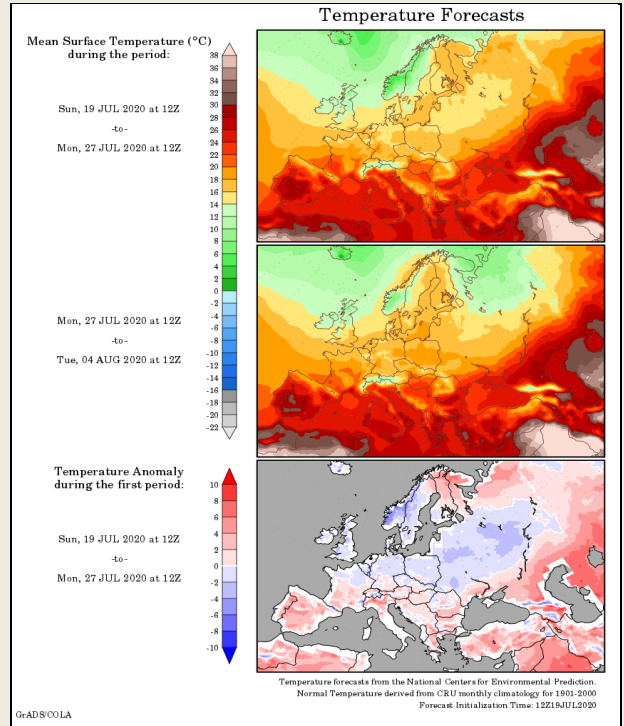 Temperature Forecasts
Mean Surface Temperature (°C)
during the period:
Sun, 19 JUL 2020 at 12Z
-to-
Mon, 27 JUL 2020 at 12Z
38
36
34
32
30
28
26
24
22
20
18
16
14
12
10
8
6
4
2
0
-2
-4
-6
-8
-10
-12
-14
-16
-18
-20
-22
Mon, 27 JUL 2020 at 12Z
-to-
Tue, 04 AUG 2020 at 12Z
Temperature Anomaly
during the first period:
Sun, 19 JUL 2020 at 12Z
-to-
Mon, 27 JUL 2020 at 12Z
10
8
6
4
2
0
-2
-4
-6
-8
-10
Temperature forecasts from the National Centers for Environmental Prediction.
Normal Temperature derived from CRU monthly climatology for 1901-2000
Forecast Initialization Time: 12Z19JUL2020
GrADS/COLA